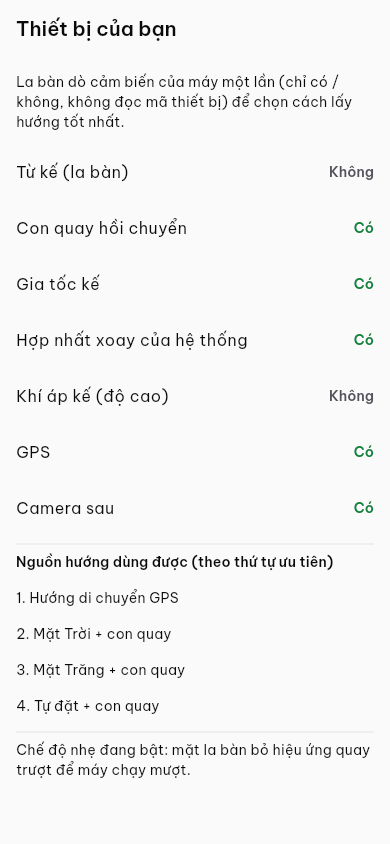 Thiết bị của bạn
La bàn dò cảm biến của máy một lần (chỉ có /
không, không đọc mã thiết bị) để chọn cách lấy
hướng tốt nhất.
Từ kế (la bàn) Không
Con quay hồi chuyển Có
Gia tốc kế Có
Hợp nhất xoay của hệ thống Có
Khí áp kế (độ cao) Không
GPS Có
Camera sau Có
Nguồn hướng dùng được (theo thứ tự ưu tiên)
1. Hướng di chuyển GPS
2. Mặt Trời + con quay
3. Mặt Trăng + con quay
4. Tự đặt + con quay
Chế độ nhẹ đang bật: mặt la bàn bỏ hiệu ứng quay
trượt để máy chạy mượt.